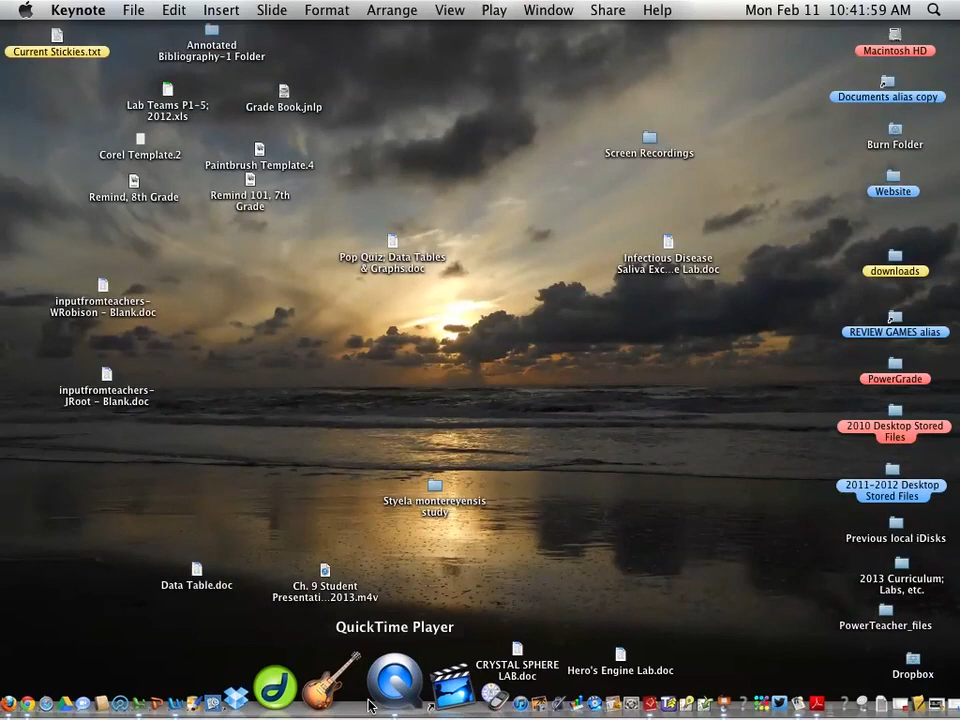 Keynote File Edit Insert Slide Format Arrange View Play Window Share Help Mon Feb 11 10:41:59 AM
Current Stickies.txt
Annotated
Bibliography-1 Folder
Macintosh HD
Lab Teams P1-5;
2012.xls
Grade Book.jnlp
Documents alias copy
Corel Template.2
Paintbrush Template.4
Screen Recordings
Burn Folder
Remind, 8th Grade
Remind 101, 7th
Grade
Website
Pop Quiz; Data Tables
& Graphs.doc
Infectious Disease
Saliva Exc...e Lab.doc
downloads
inputfromteachers-
WRobison - Blank.doc
REVIEW GAMES alias
inputfromteachers-
JRoot - Blank.doc
PowerGrade
2010 Desktop Stored
Files
Styela montereyensis
study
2011-2012 Desktop
Stored Files
Previous local iDisks
Data Table.doc
Ch. 9 Student
Presentati...2013.m4v
2013 Curriculum;
Labs, etc.
QuickTime Player
PowerTeacher_files
CRYSTAL SPHERE
LAB.doc
Hero's Engine Lab.doc
Dropbox